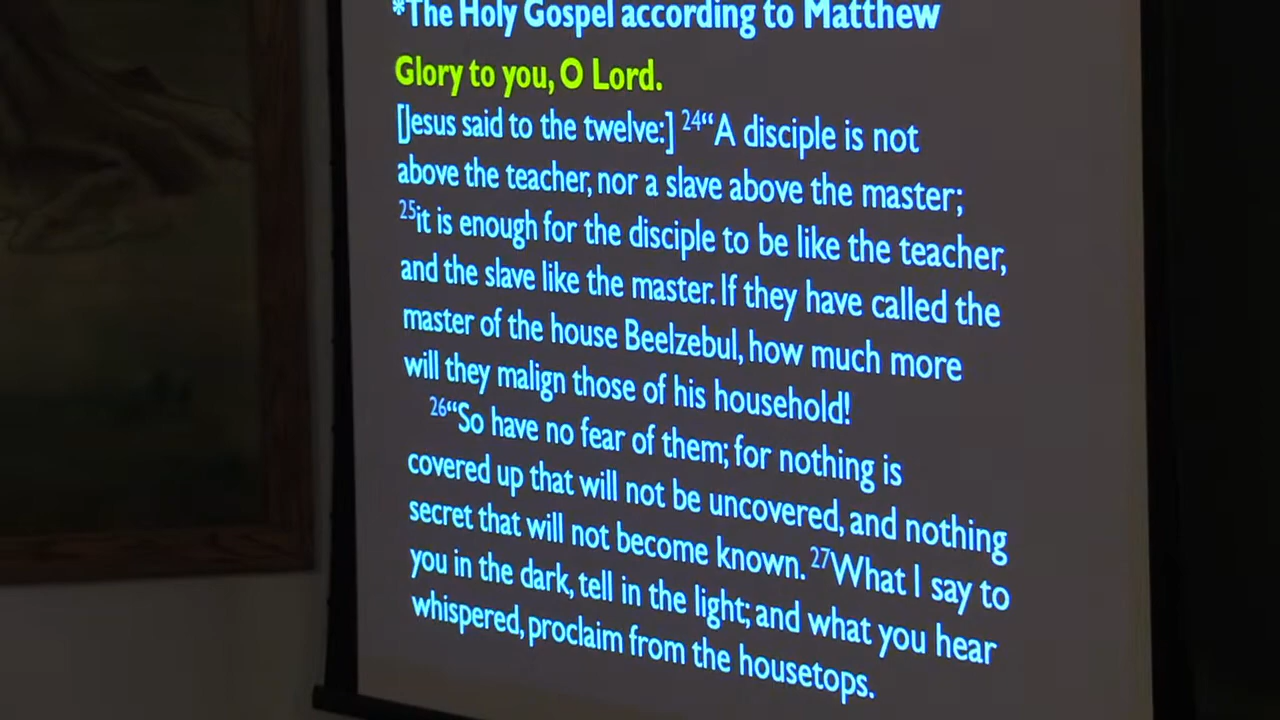 *The Holy Gospel according to Matthew
Glory to you, O Lord.
[Jesus said to the twelve:] 24“A disciple is not
above the teacher, nor a slave above the master;
25it is enough for the disciple to be like the teacher,
and the slave like the master. If they have called the
master of the house Beelzebul, how much more
will they malign those of his household!
26“So have no fear of them; for nothing is
covered up that will not be uncovered, and nothing
secret that will not become known. 27What I say to
you in the dark, tell in the light; and what you hear
whispered, proclaim from the housetops.